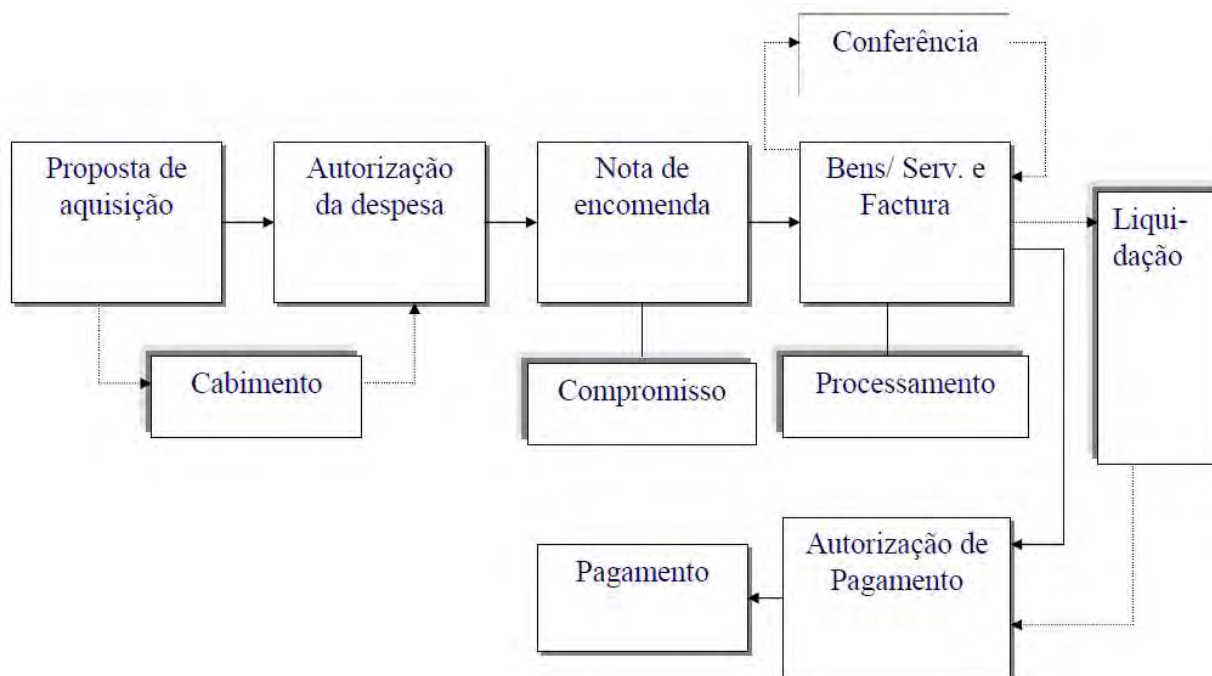 Conferência
Proposta de
aquisição
Autorização
da despesa
Nota de
encomenda
Bens/ Serv. e
Factura
Liqui-
dação
Cabimento
Compromisso
Processamento
Pagamento
Autorização de
Pagamento